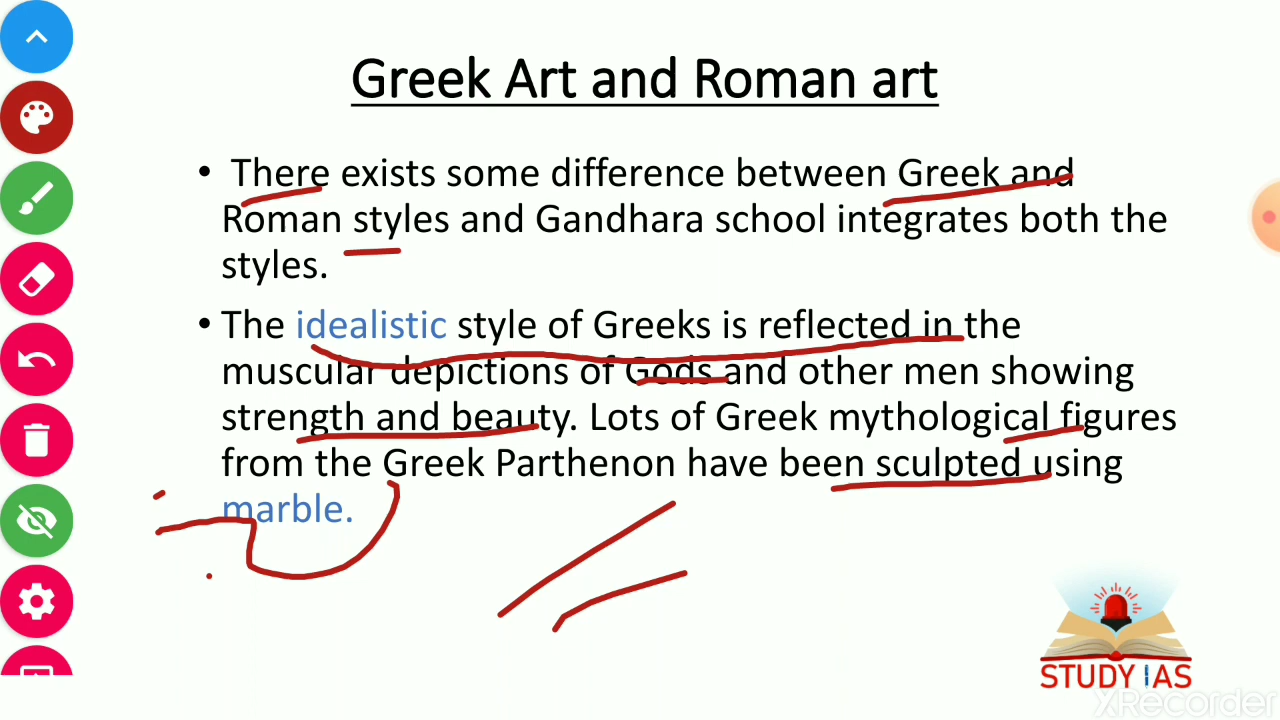 Greek Art and Roman art
• There exists some difference between Greek and
Roman styles and Gandhara school integrates both the
styles.
• The idealistic style of Greeks is reflected in the
muscular depictions of Gods and other men showing
strength and beauty. Lots of Greek mythological figures
from the Greek Parthenon have been sculpted using
marble.
STUDY IAS
XRecorder